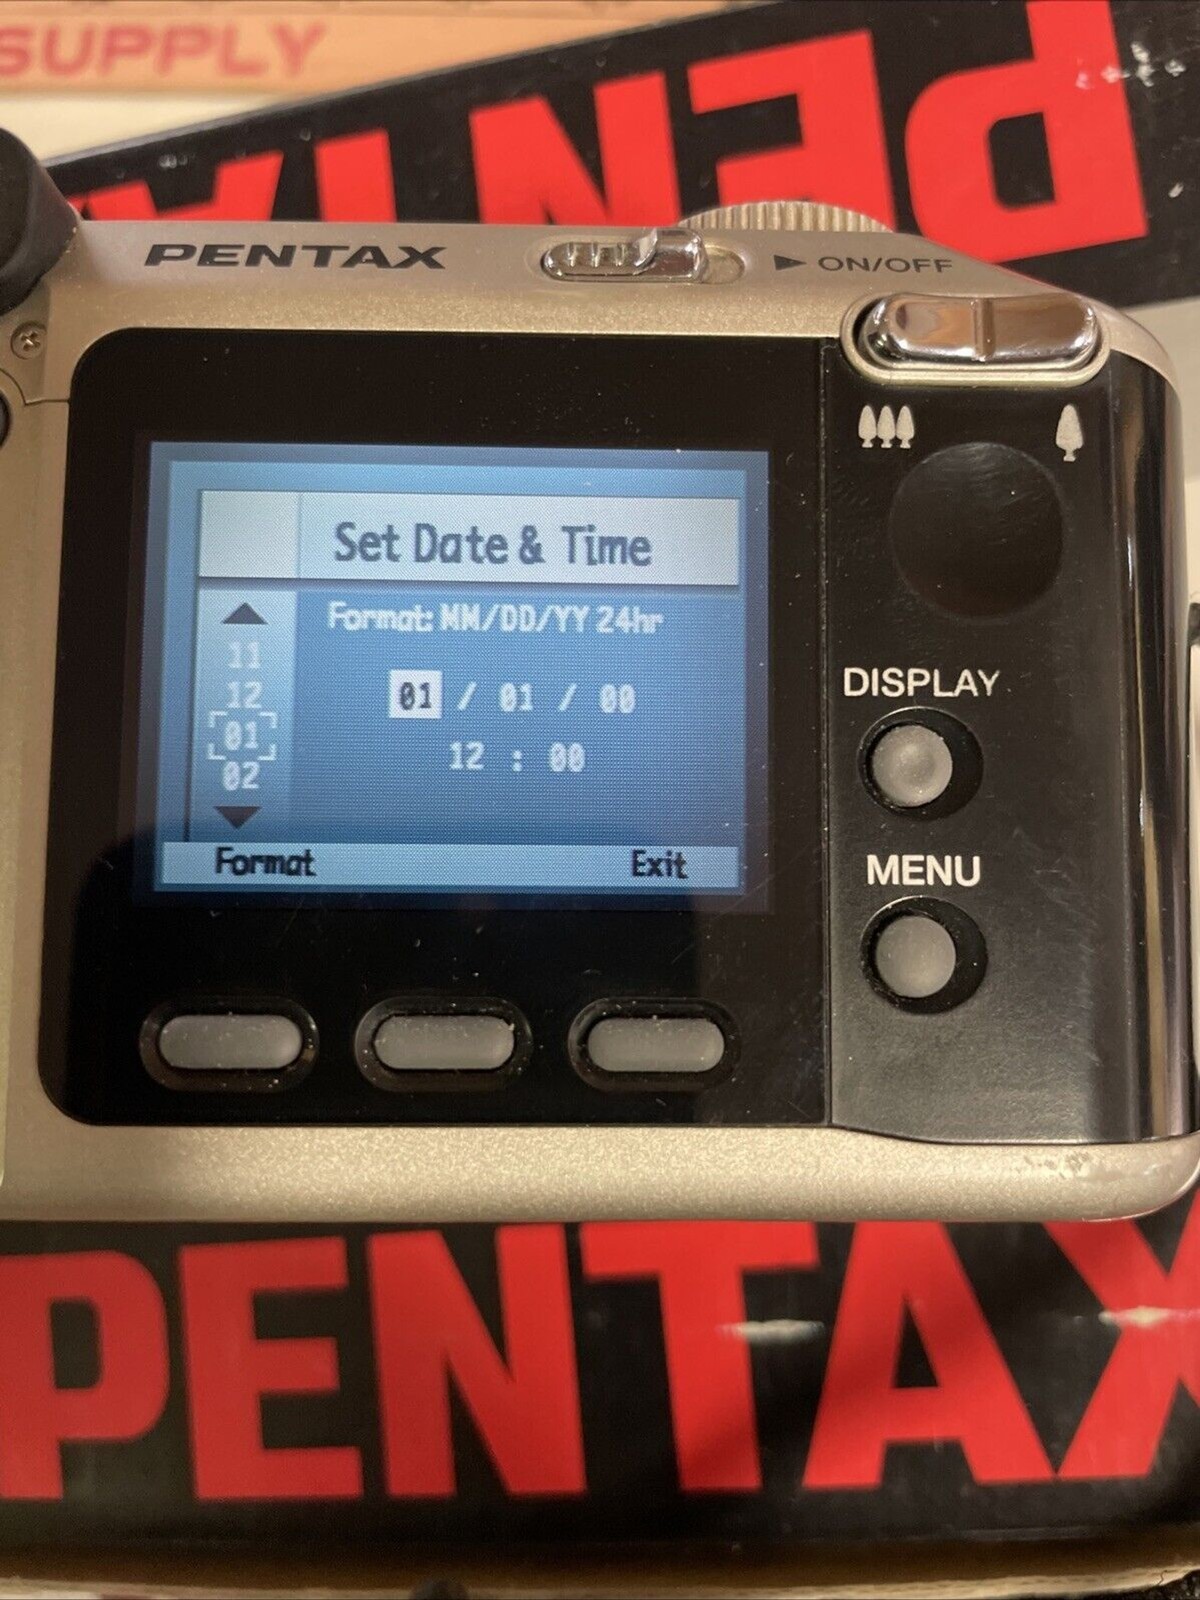 SUPPLY
PENTAX
PENTAX
ON/OFF
Set Date & Time
Format: MM/DD/YY 24hr
11
12
01
02
01 / 01 / 00
12 : 00
Format
Exit
DISPLAY
MENU
PENTAX